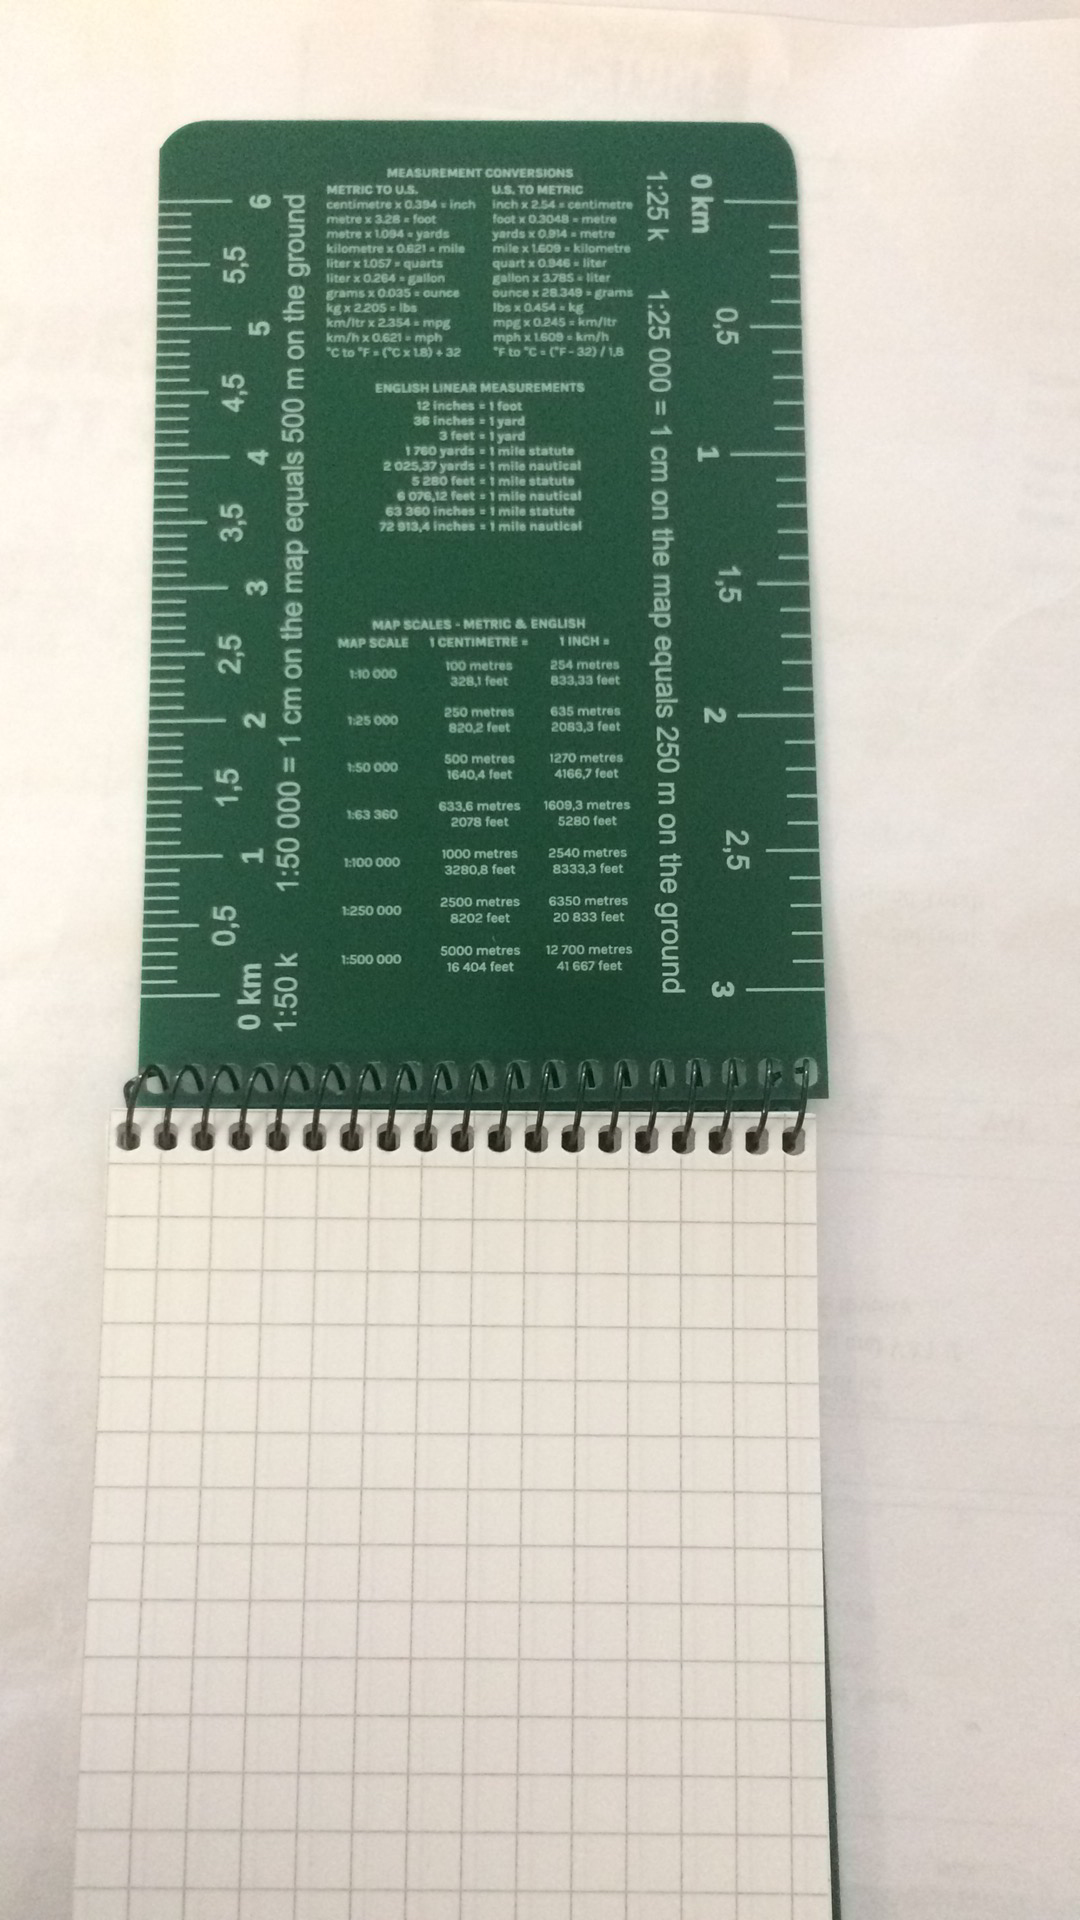 MEASUREMENT CONVERSIONS
METRIC TO U.S.
centimetre x 0.394 = inch
metre x 3.28 = foot
metre x 1.094 = yards
kilometre x 0.621 = mile
liter x 1.057 = quarts
liter x 0.264 = gallon
grams x 0.035 = ounce
kg x 2.205 = lbs
km/ltr x 2.354 = mpg
km/h x 0.621 = mph
°C to °F = (°C x 1.8) + 32
U.S. TO METRIC
inch x 2.54 = centimetre
foot x 0.3048 = metre
yards x 0.914 = metre
mile x 1.609 = kilometre
quart x 0.946 = liter
gallon x 3.785 = liter
ounce x 28.349 = grams
lbs x 0.454 = kg
mpg x 0.245 = km/ltr
mph x 1.609 = km/h
°F to °C = (°F - 32) / 1,8
ENGLISH LINEAR MEASUREMENTS
12 inches = 1 foot
36 inches = 1 yard
3 feet = 1 yard
1 760 yards = 1 mile statute
2 025,37 yards = 1 mile nautical
5 280 feet = 1 mile statute
6 076,12 feet = 1 mile nautical
63 360 inches = 1 mile statute
72 913,4 inches = 1 mile nautical
MAP SCALES - METRIC & ENGLISH
MAP SCALE 1 CENTIMETRE = 1 INCH =
1:10 000 100 metres 254 metres
328,1 feet 833,33 feet
1:25 000 250 metres 635 metres
820,2 feet 2083,3 feet
1:50 000 500 metres 1270 metres
1640,4 feet 4166,7 feet
1:63 360 633,6 metres 1609,3 metres
2078 feet 5280 feet
1:100 000 1000 metres 2540 metres
3280,8 feet 8333,3 feet
1:250 000 2500 metres 6350 metres
8202 feet 20 833 feet
1:500 000 5000 metres 12 700 metres
16 404 feet 41 667 feet
0 km 0,5 1 1,5 2 2,5 3 3,5 4 4,5 5 5,5 6
1:50 k 1:50 000 = 1 cm on the map equals 500 m on the ground
0 km 0,5 1 1,5 2 2,5 3
1:25 k 1:25 000 = 1 cm on the map equals 250 m on the ground